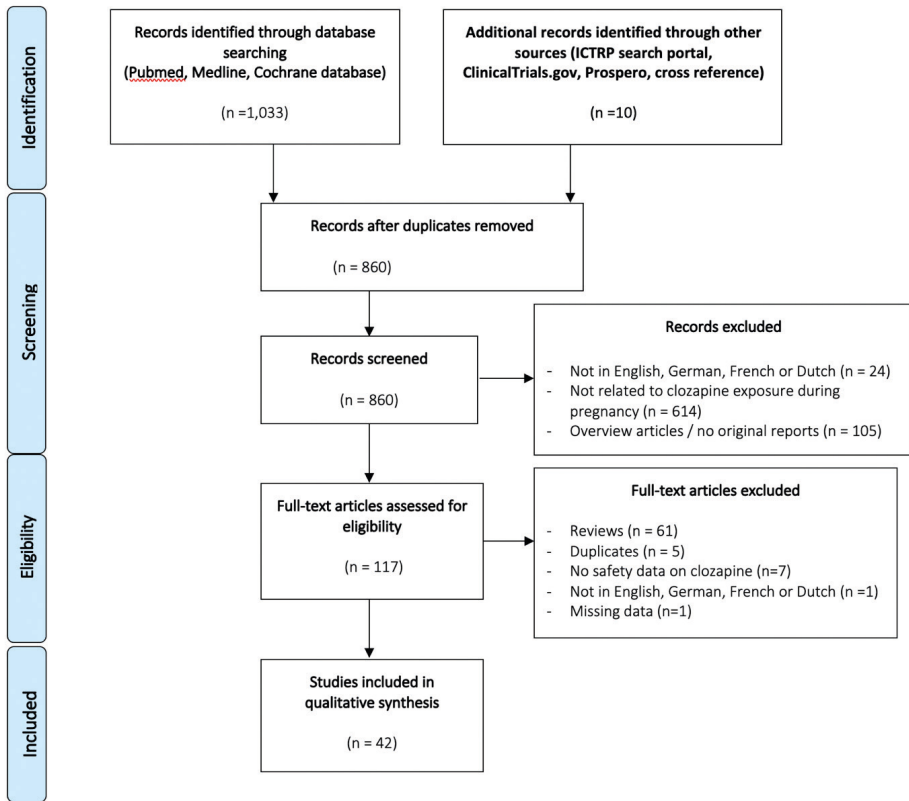 Identification
Records identified through database
searching
(Pubmed, Medline, Cochrane database)
(n =1,033)
Additional records identified through other
sources (ICTRP search portal,
ClinicalTrials.gov, Prospero, cross reference)
(n =10)
Screening
Records after duplicates removed
(n = 860)
Records screened
(n = 860)
Records excluded
- Not in English, German, French or Dutch (n = 24)
- Not related to clozapine exposure during
pregnancy (n = 614)
- Overview articles / no original reports (n = 105)
Eligibility
Full-text articles assessed for
eligibility
(n = 117)
Full-text articles excluded
- Reviews (n = 61)
- Duplicates (n = 5)
- No safety data on clozapine (n=7)
- Not in English, German, French or Dutch (n =1)
- Missing data (n=1)
Included
Studies included in
qualitative synthesis
(n = 42)